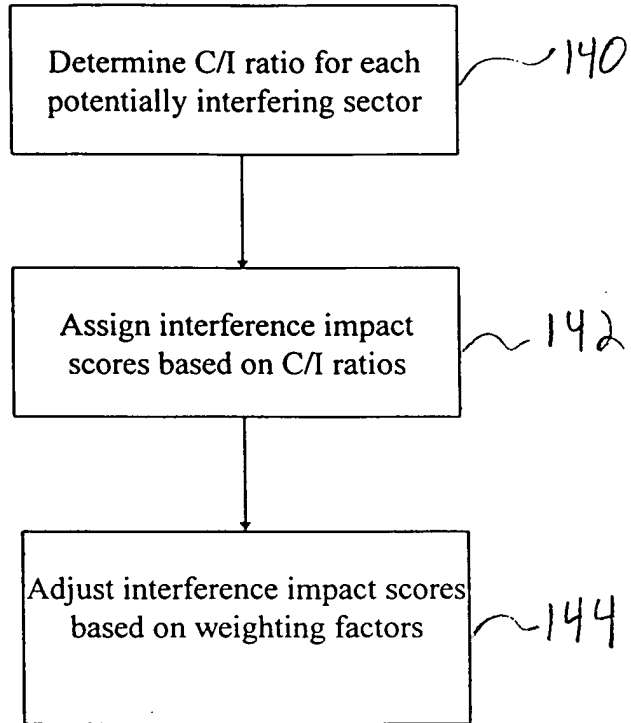 Determine C/I ratio for each
potentially interfering sector
140
Assign interference impact
scores based on C/I ratios
142
Adjust interference impact scores
based on weighting factors
144